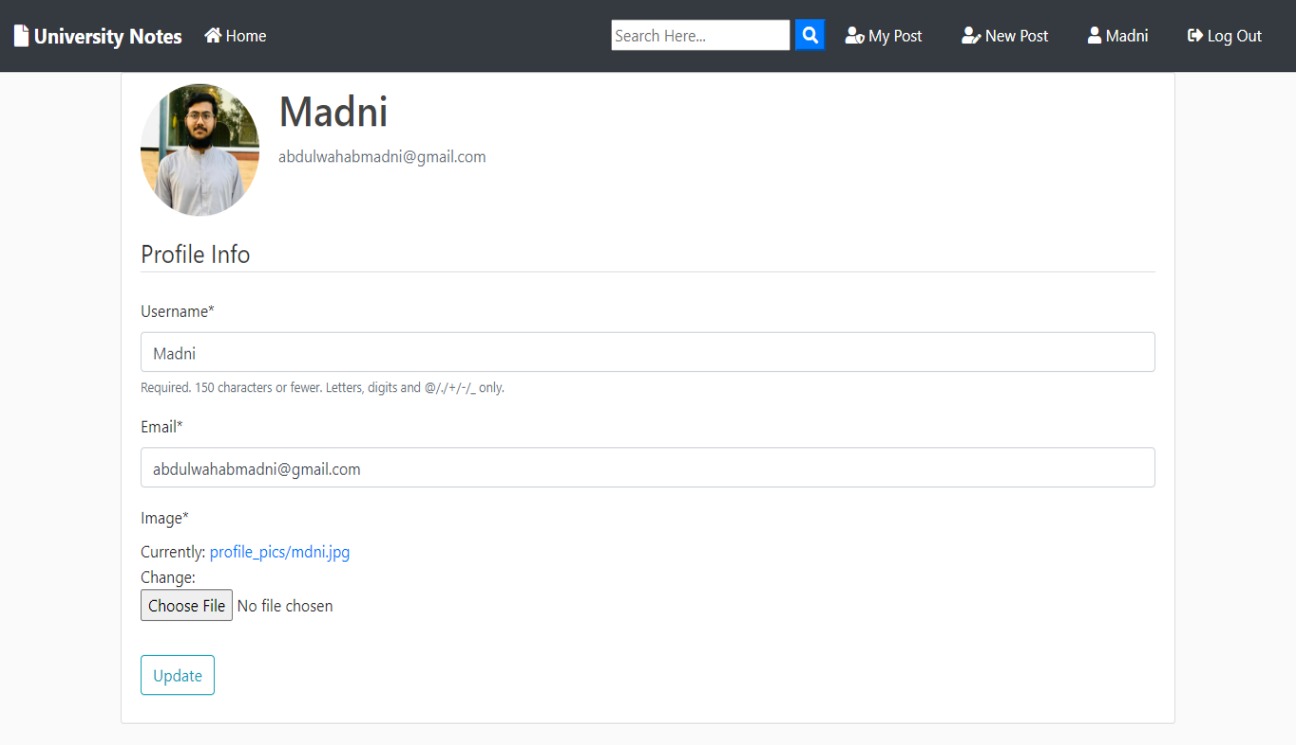 University Notes Home Search Here... My Post New Post Madni Log Out
Madni
abdulwahabmadni@gmail.com
Profile Info
Username*
Madni
Required. 150 characters or fewer. Letters, digits and @/./+/-/_ only.
Email*
abdulwahabmadni@gmail.com
Image*
Currently: profile_pics/mdni.jpg
Change:
Choose File No file chosen
Update